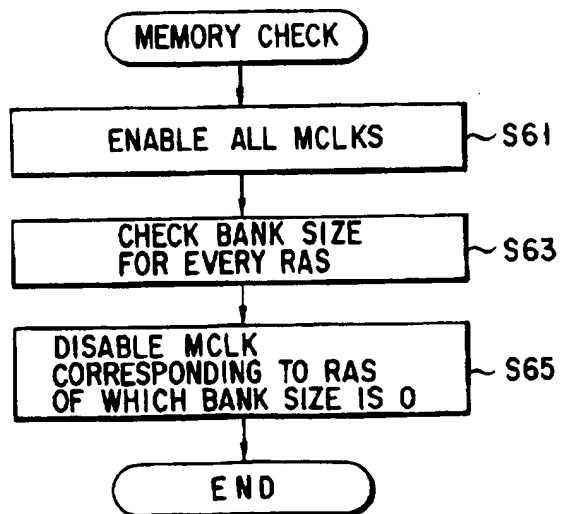 MEMORY CHECK
ENABLE ALL MCLKS
~S61
CHECK BANK SIZE
FOR EVERY RAS
~S63
DISABLE MCLK
CORRESPONDING TO RAS
OF WHICH BANK SIZE IS 0
~S65
END